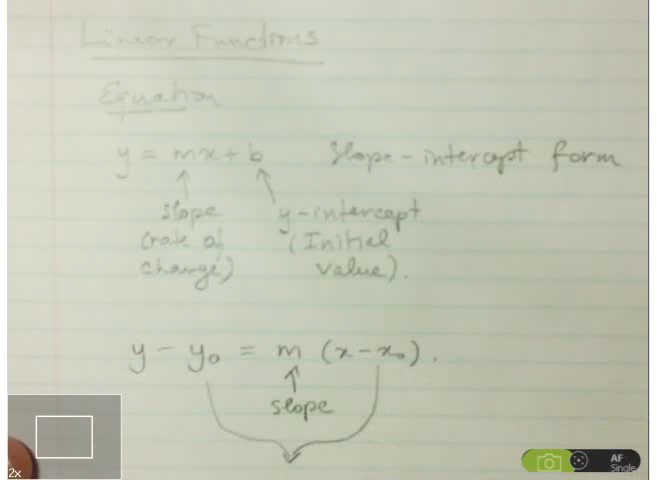 Linear Functions
Equation
y = mx + b Slope-intercept form
slope y-intercept
(rate of (Initial
change) value).
y - y₀ = m (x - x₀).
slope
2x
AF
Single